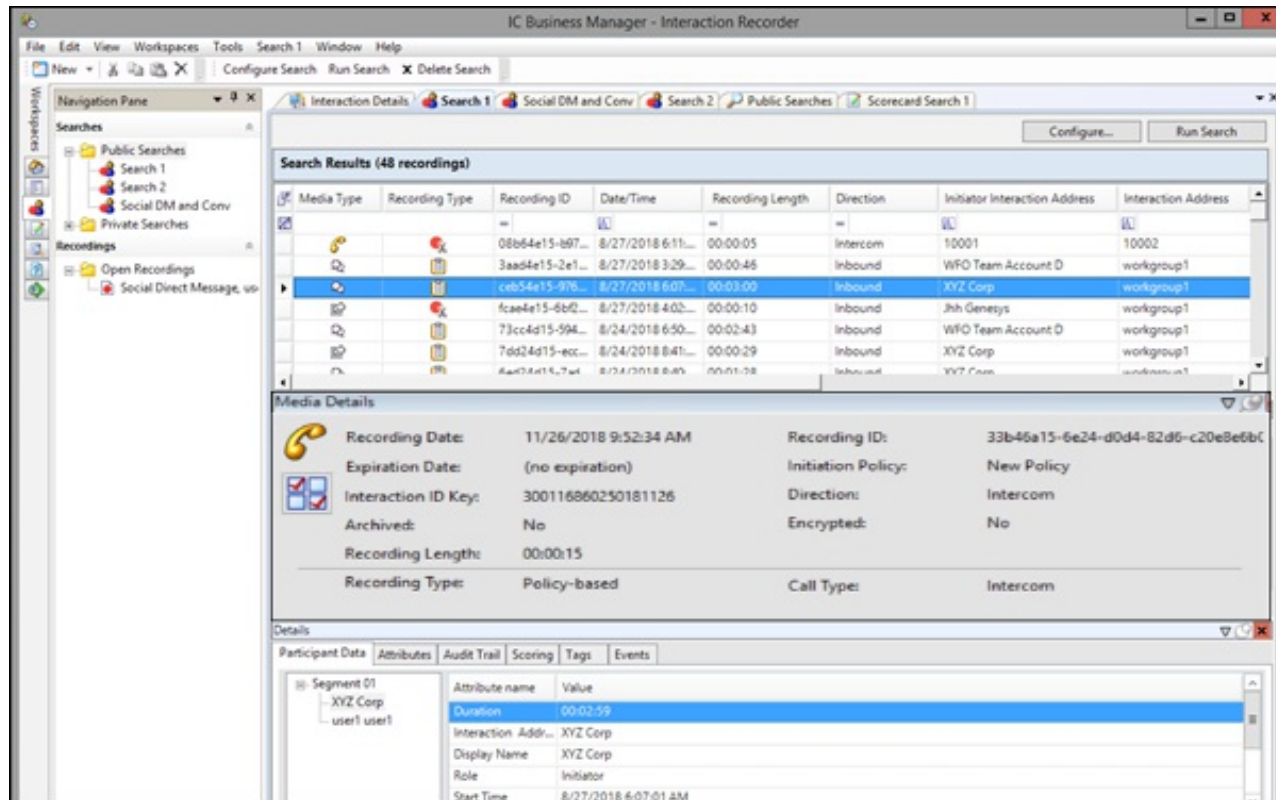 IC Business Manager - Interaction Recorder
File Edit View Workspaces Tools Search 1 Window Help
New Configure Search Run Search Delete Search
Workspaces
Navigation Pane
Searches
Public Searches
Search 1
Search 2
Social DM and Conv
Private Searches
Recordings
Open Recordings
Social Direct Message, us
Interaction Details Search 1 Social DM and Conv Search 2 Public Searches Scorecard Search 1
Configure... Run Search
Search Results (48 recordings)
Media Type Recording Type Recording ID Date/Time Recording Length Direction Initiator Interaction Address Interaction Address
08b64e15-b97... 8/27/2018 6:11:... 00:00:05 Intercom 10001 10002
3aad4e15-2e1... 8/27/2018 3:29:... 00:00:46 Inbound WFO Team Account D workgroup1
ceb54e15-976... 8/27/2018 6:07:... 00:03:00 Inbound XYZ Corp workgroup1
fcae4e15-6bf2... 8/27/2018 4:02:... 00:00:10 Inbound Jhh Genesys workgroup1
73cc4d15-594... 8/24/2018 6:50:... 00:02:43 Inbound WFO Team Account D workgroup1
7dd24d15-ecc... 8/24/2018 8:41:... 00:00:29 Inbound XYZ Corp workgroup1
Media Details
Recording Date: 11/26/2018 9:52:34 AM Recording ID: 33b46a15-6e24-d0d4-82d6-c20e8e6b0
Expiration Date: (no expiration) Initiation Policy: New Policy
Interaction ID Key: 300116860250181126 Direction: Intercom
Archived: No Encrypted: No
Recording Length: 00:00:15
Recording Type: Policy-based Call Type: Intercom
Details
Participant Data Attributes Audit Trail Scoring Tags Events
Segment 01
XYZ Corp
user1 user1
Attribute name Value
Duration 00:02:59
Interaction Addr... XYZ Corp
Display Name XYZ Corp
Role Initiator
Start Time 8/27/2018 6:07:01 AM